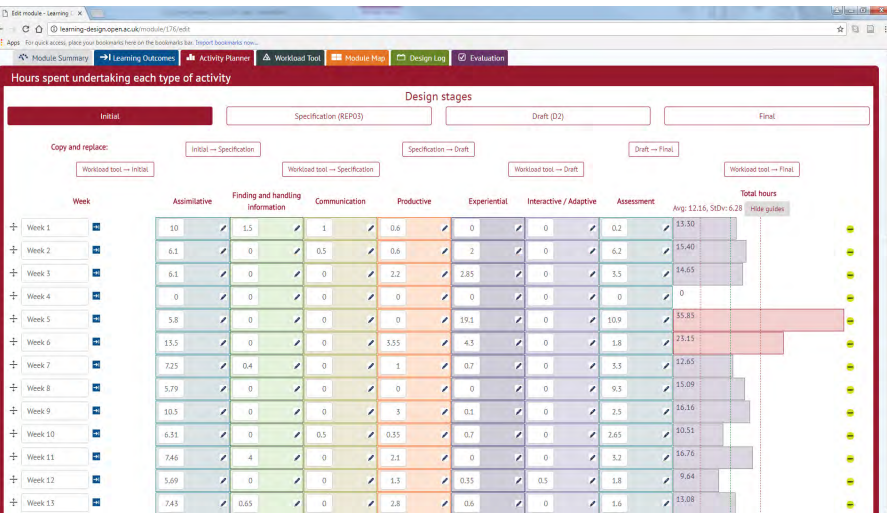 Edit module - Learning D
learning-design.open.ac.uk/module/176/edit
Apps For quick access, place your bookmarks here on the bookmarks bar. Import bookmarks now...
Module Summary Learning Outcomes Activity Planner Workload Tool Module Map Design Log Evaluation
Hours spent undertaking each type of activity
Design stages
Initial Specification (REP03) Draft (D2) Final
Copy and replace: Initial → Specification Specification → Draft Draft → Final
Workload tool → Initial Workload tool → Specification Workload tool → Draft Workload tool → Final
Week Assimilative Finding and handling information Communication Productive Experiential Interactive / Adaptive Assessment Total hours
Avg: 12.16, StDv: 6.28 Hide guides
Week 1 10 1.5 1 0.6 0 0 0.2 13.30
Week 2 6.1 0 0.5 0.6 2 0 6.2 15.40
Week 3 6.1 0 0 2.2 2.85 0 3.5 14.65
Week 4 0 0 0 0 0 0 0 0
Week 5 5.8 0 0 0 19.1 0 10.9 35.85
Week 6 13.5 0 0 3.55 4.3 0 1.8 23.15
Week 7 7.25 0.4 0 1 0.7 0 3.3 12.65
Week 8 5.79 0 0 0 0 0 9.3 15.09
Week 9 10.5 0 0 3 0.1 0 2.5 16.16
Week 10 6.31 0 0.5 0.35 0.7 0 2.65 10.51
Week 11 7.46 4 0 2.1 0 0 3.2 16.76
Week 12 5.69 0 0 1.3 0.35 0.5 1.8 9.64
Week 13 7.43 0.65 0 2.8 0.6 0 1.6 13.08